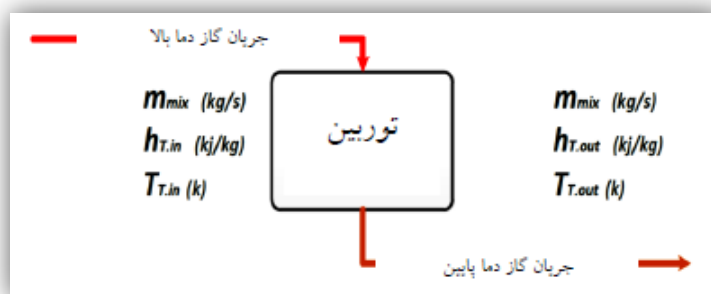 جریان گاز دما بالا
mmix (kg/s)
hT.in (kj/kg)
TT.in (k)
توربین
mmix (kg/s)
hT.out (kj/kg)
TT.out (k)
جریان گاز دما پایین